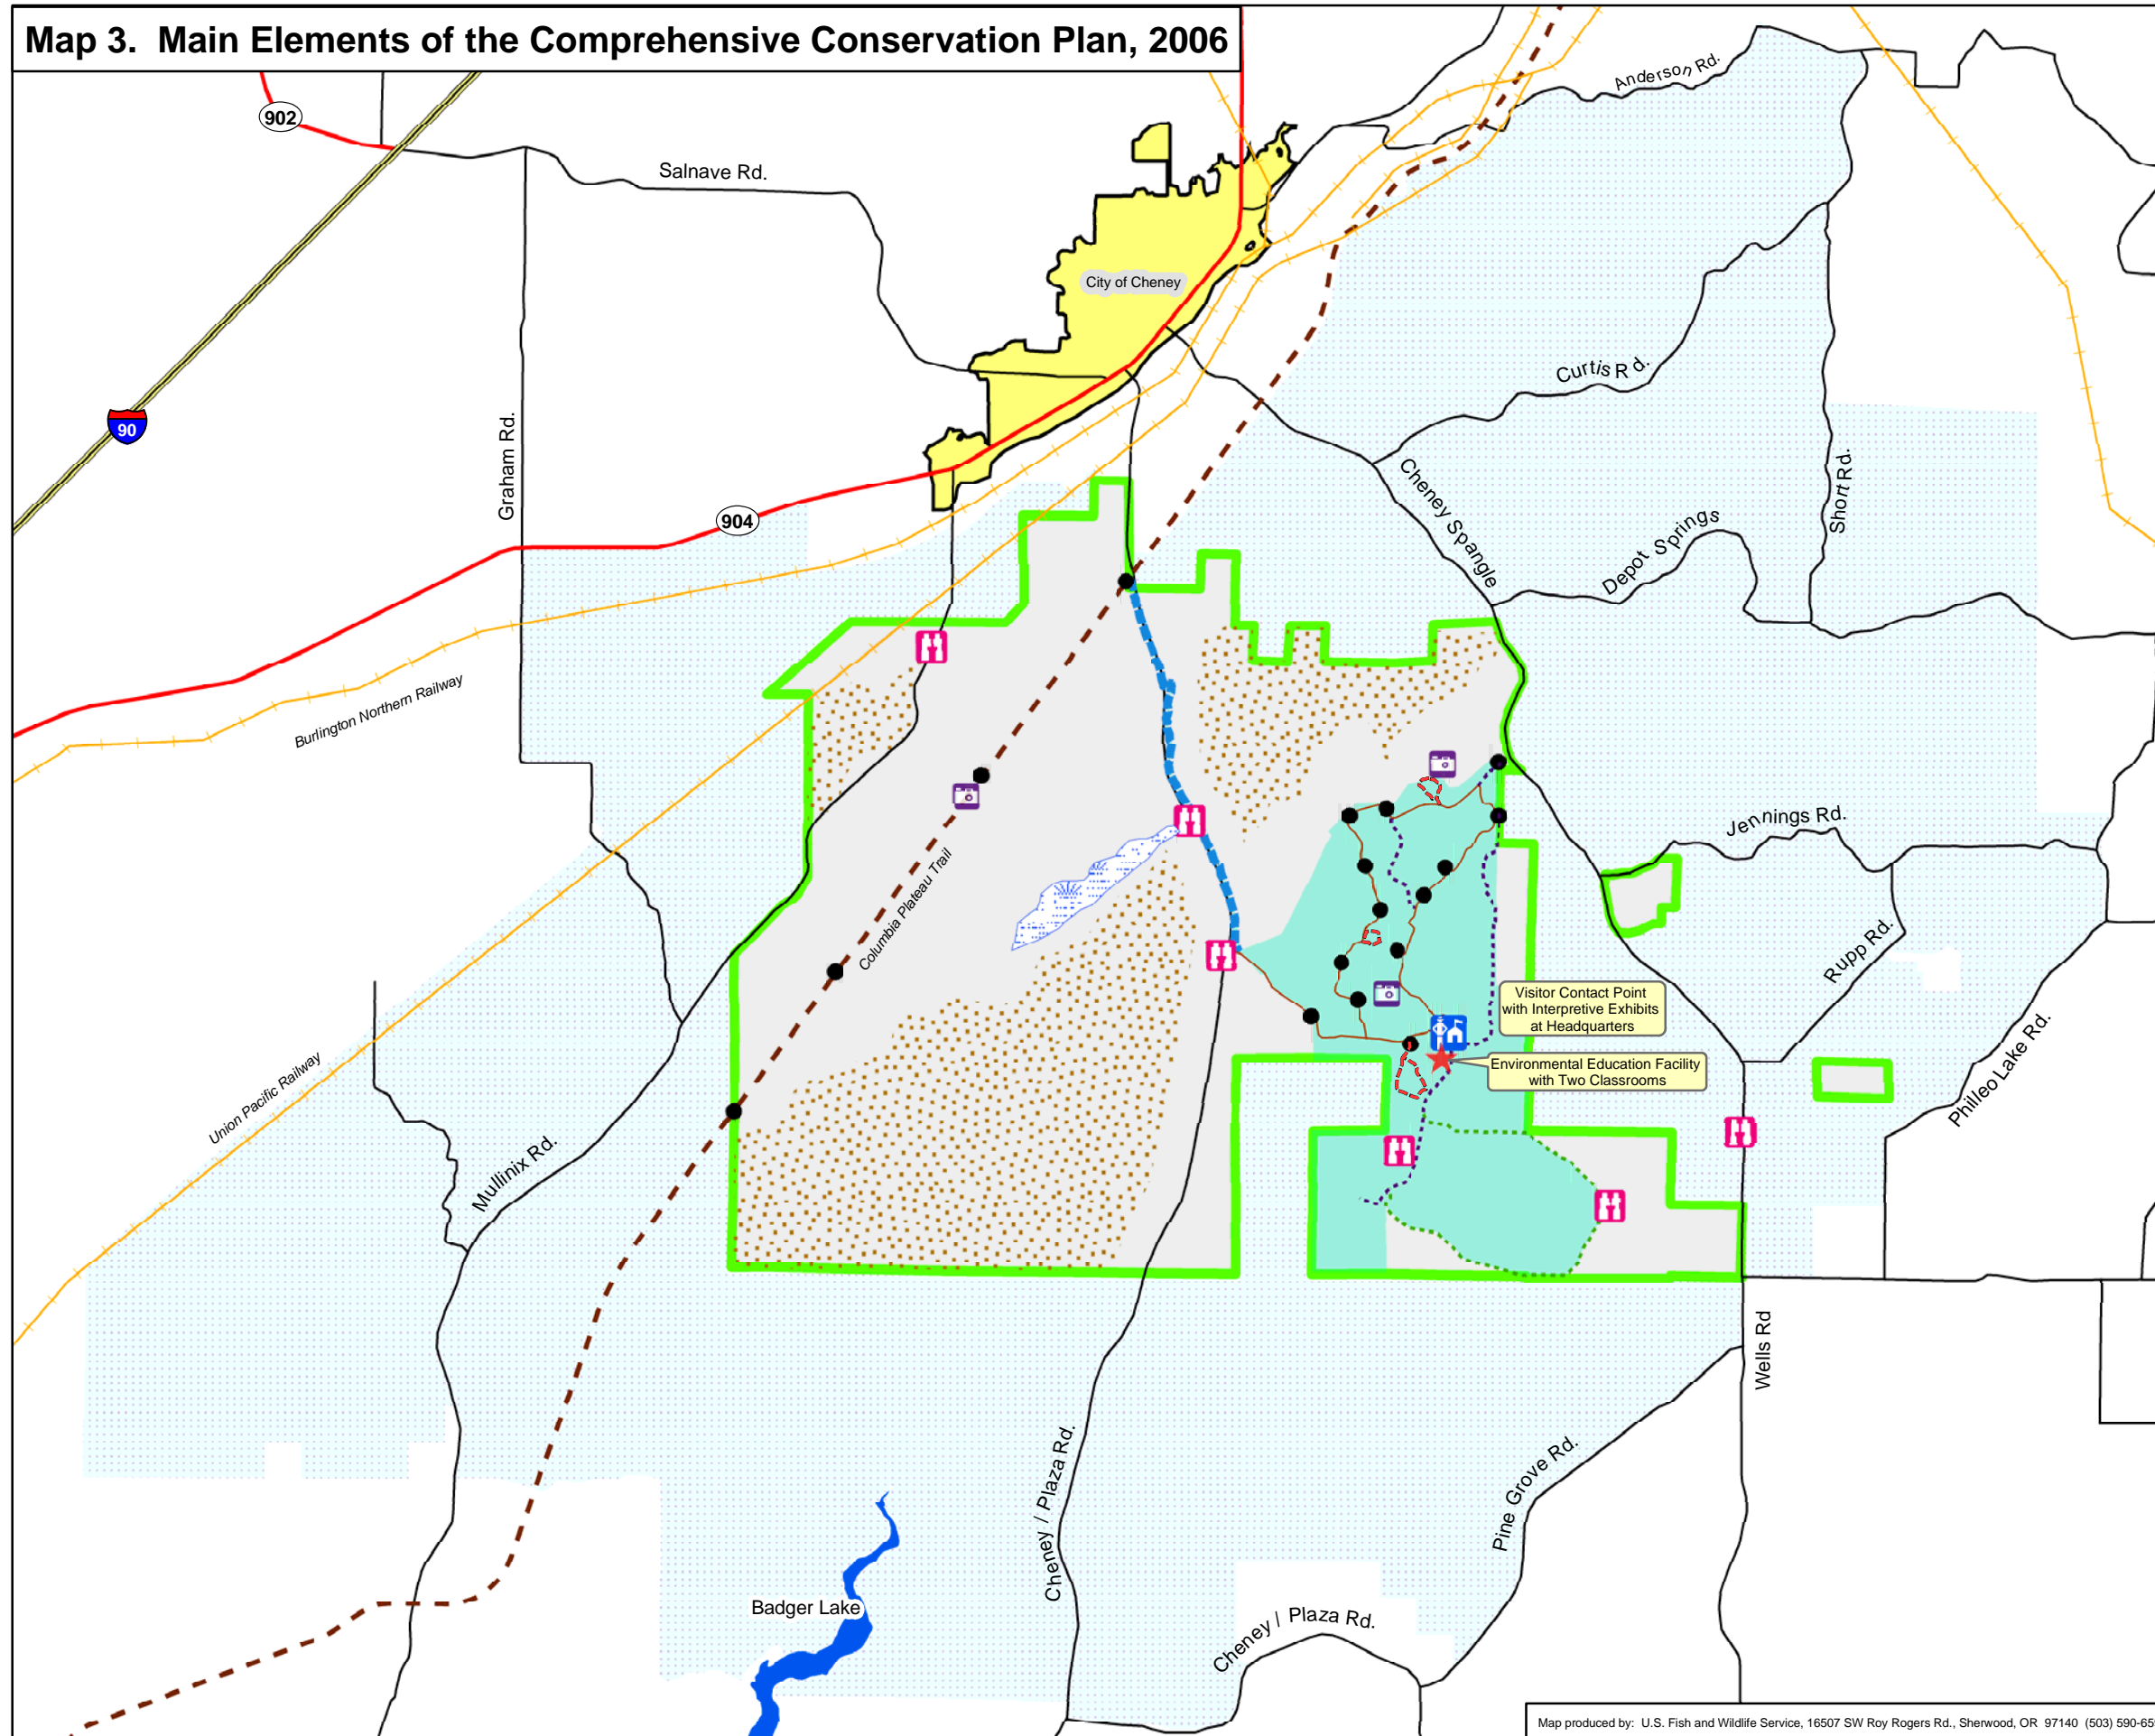 Map 3.  Main Elements of the Comprehensive Conservation Plan, 2006
Anderson Rd.
902
Salnave Rd.
City of Cheney
Curtis Rd.
90
Graham Rd.
Cheney Spangle
Short Rd.
904
Depot Springs
Burlington Northern Railway
Jennings Rd.
Columbia Plateau Trail
Rupp Rd.
Visitor Contact Point
with Interpretive Exhibits
at Headquarters
Environmental Education Facility
with Two Classrooms
Philleo Lake Rd.
Union Pacific Railway
Mullinix Rd.
Wells Rd
Cheney / Plaza Rd.
Pine Grove Rd.
Badger Lake
Cheney / Plaza Rd.
Map produced by:  U.S. Fish and Wildlife Service, 16507 SW Roy Rogers Rd., Sherwood, OR  97140  (503)